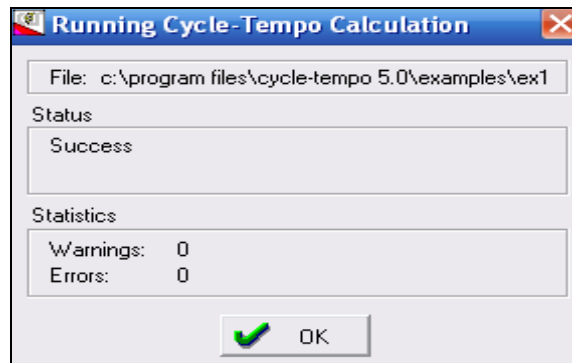 Running Cycle-Tempo Calculation
File: c:\program files\cycle-tempo 5.0\examples\ex1
Status
Success
Statistics
Warnings: 0
Errors: 0
OK